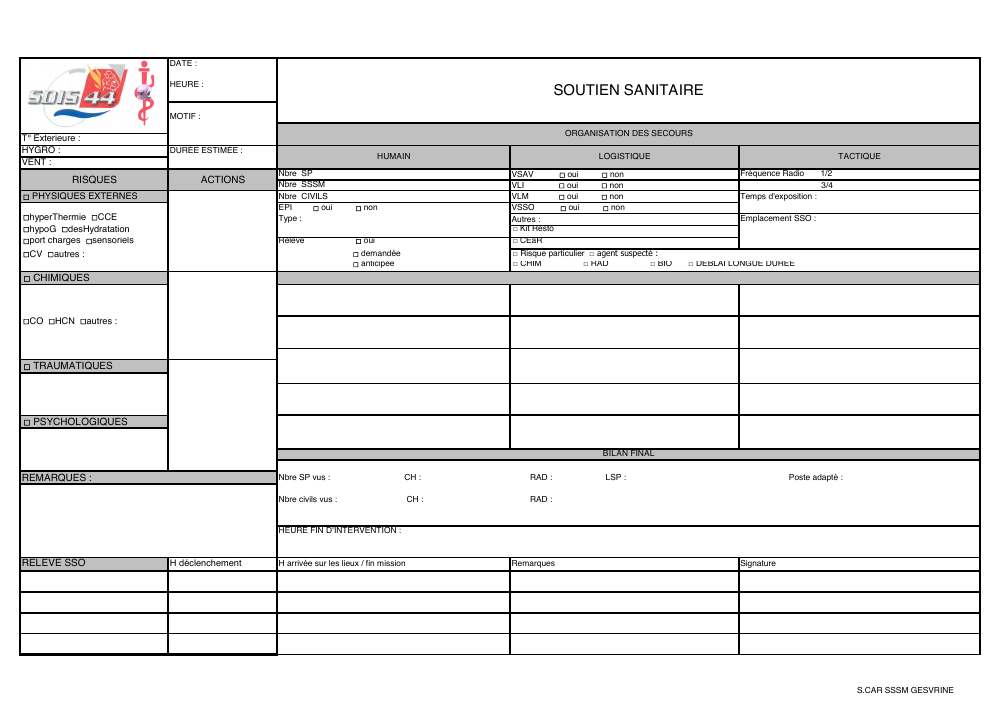 SDIS 44
DATE :
HEURE :
MOTIF :
SOUTIEN SANITAIRE
T° Extérieure :
HYGRO :
VENT :
DURÉE ESTIMÉE :
ORGANISATION DES SECOURS
HUMAIN LOGISTIQUE TACTIQUE
RISQUES ACTIONS
Nbre SP
Nbre SSSM
Nbre CIVILS
EPI □ oui □ non
Type :
Relève □ oui
□ demandée
□ anticipée
VSAV □ oui □ non
VLI □ oui □ non
VLM □ oui □ non
VSSO □ oui □ non
Autres :
□ Kit Resto
□ CEaR
□ Risque particulier □ agent suspecté :
□ CHIM □ RAD □ BIO □ DEBLAI LONGUE DUREE
Fréquence Radio 1/2
3/4
Temps d'exposition :
Emplacement SSO :
□ PHYSIQUES EXTERNES
□hyperThermie □CCE
□hypoG □desHydratation
□port charges □sensoriels
□CV □autres :
□ CHIMIQUES
□CO □HCN □autres :
□ TRAUMATIQUES
□ PSYCHOLOGIQUES
BILAN FINAL
REMARQUES :
Nbre SP vus : CH : RAD : LSP : Poste adapté :
Nbre civils vus : CH : RAD :
HEURE FIN D'INTERVENTION :
RELEVE SSO H déclenchement H arrivée sur les lieux / fin mission Remarques Signature
S.CAR SSSM GESVRINE